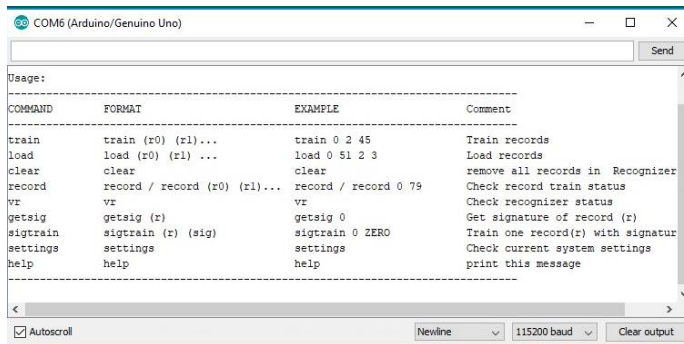 COM6 (Arduino/Genuino Uno)
Send
Usage:
------------------------------------------------------------------------
COMMAND FORMAT EXAMPLE Comment
------------------------------------------------------------------------
train train (r0) (r1)... train 0 2 45 Train records
load load (r0) (r1) ... load 0 51 2 3 Load records
clear clear clear remove all records in Recognizer
record record / record (r0) (r1)... record / record 0 79 Check record train status
vr vr vr Check recognizer status
getsig getsig (r) getsig 0 Get signature of record (r)
sigtrain sigtrain (r) (sig) sigtrain 0 ZERO Train one record(r) with signatur
settings settings settings Check current system settings
help help help print this message
------------------------------------------------------------------------
Autoscroll Newline 115200 baud Clear output